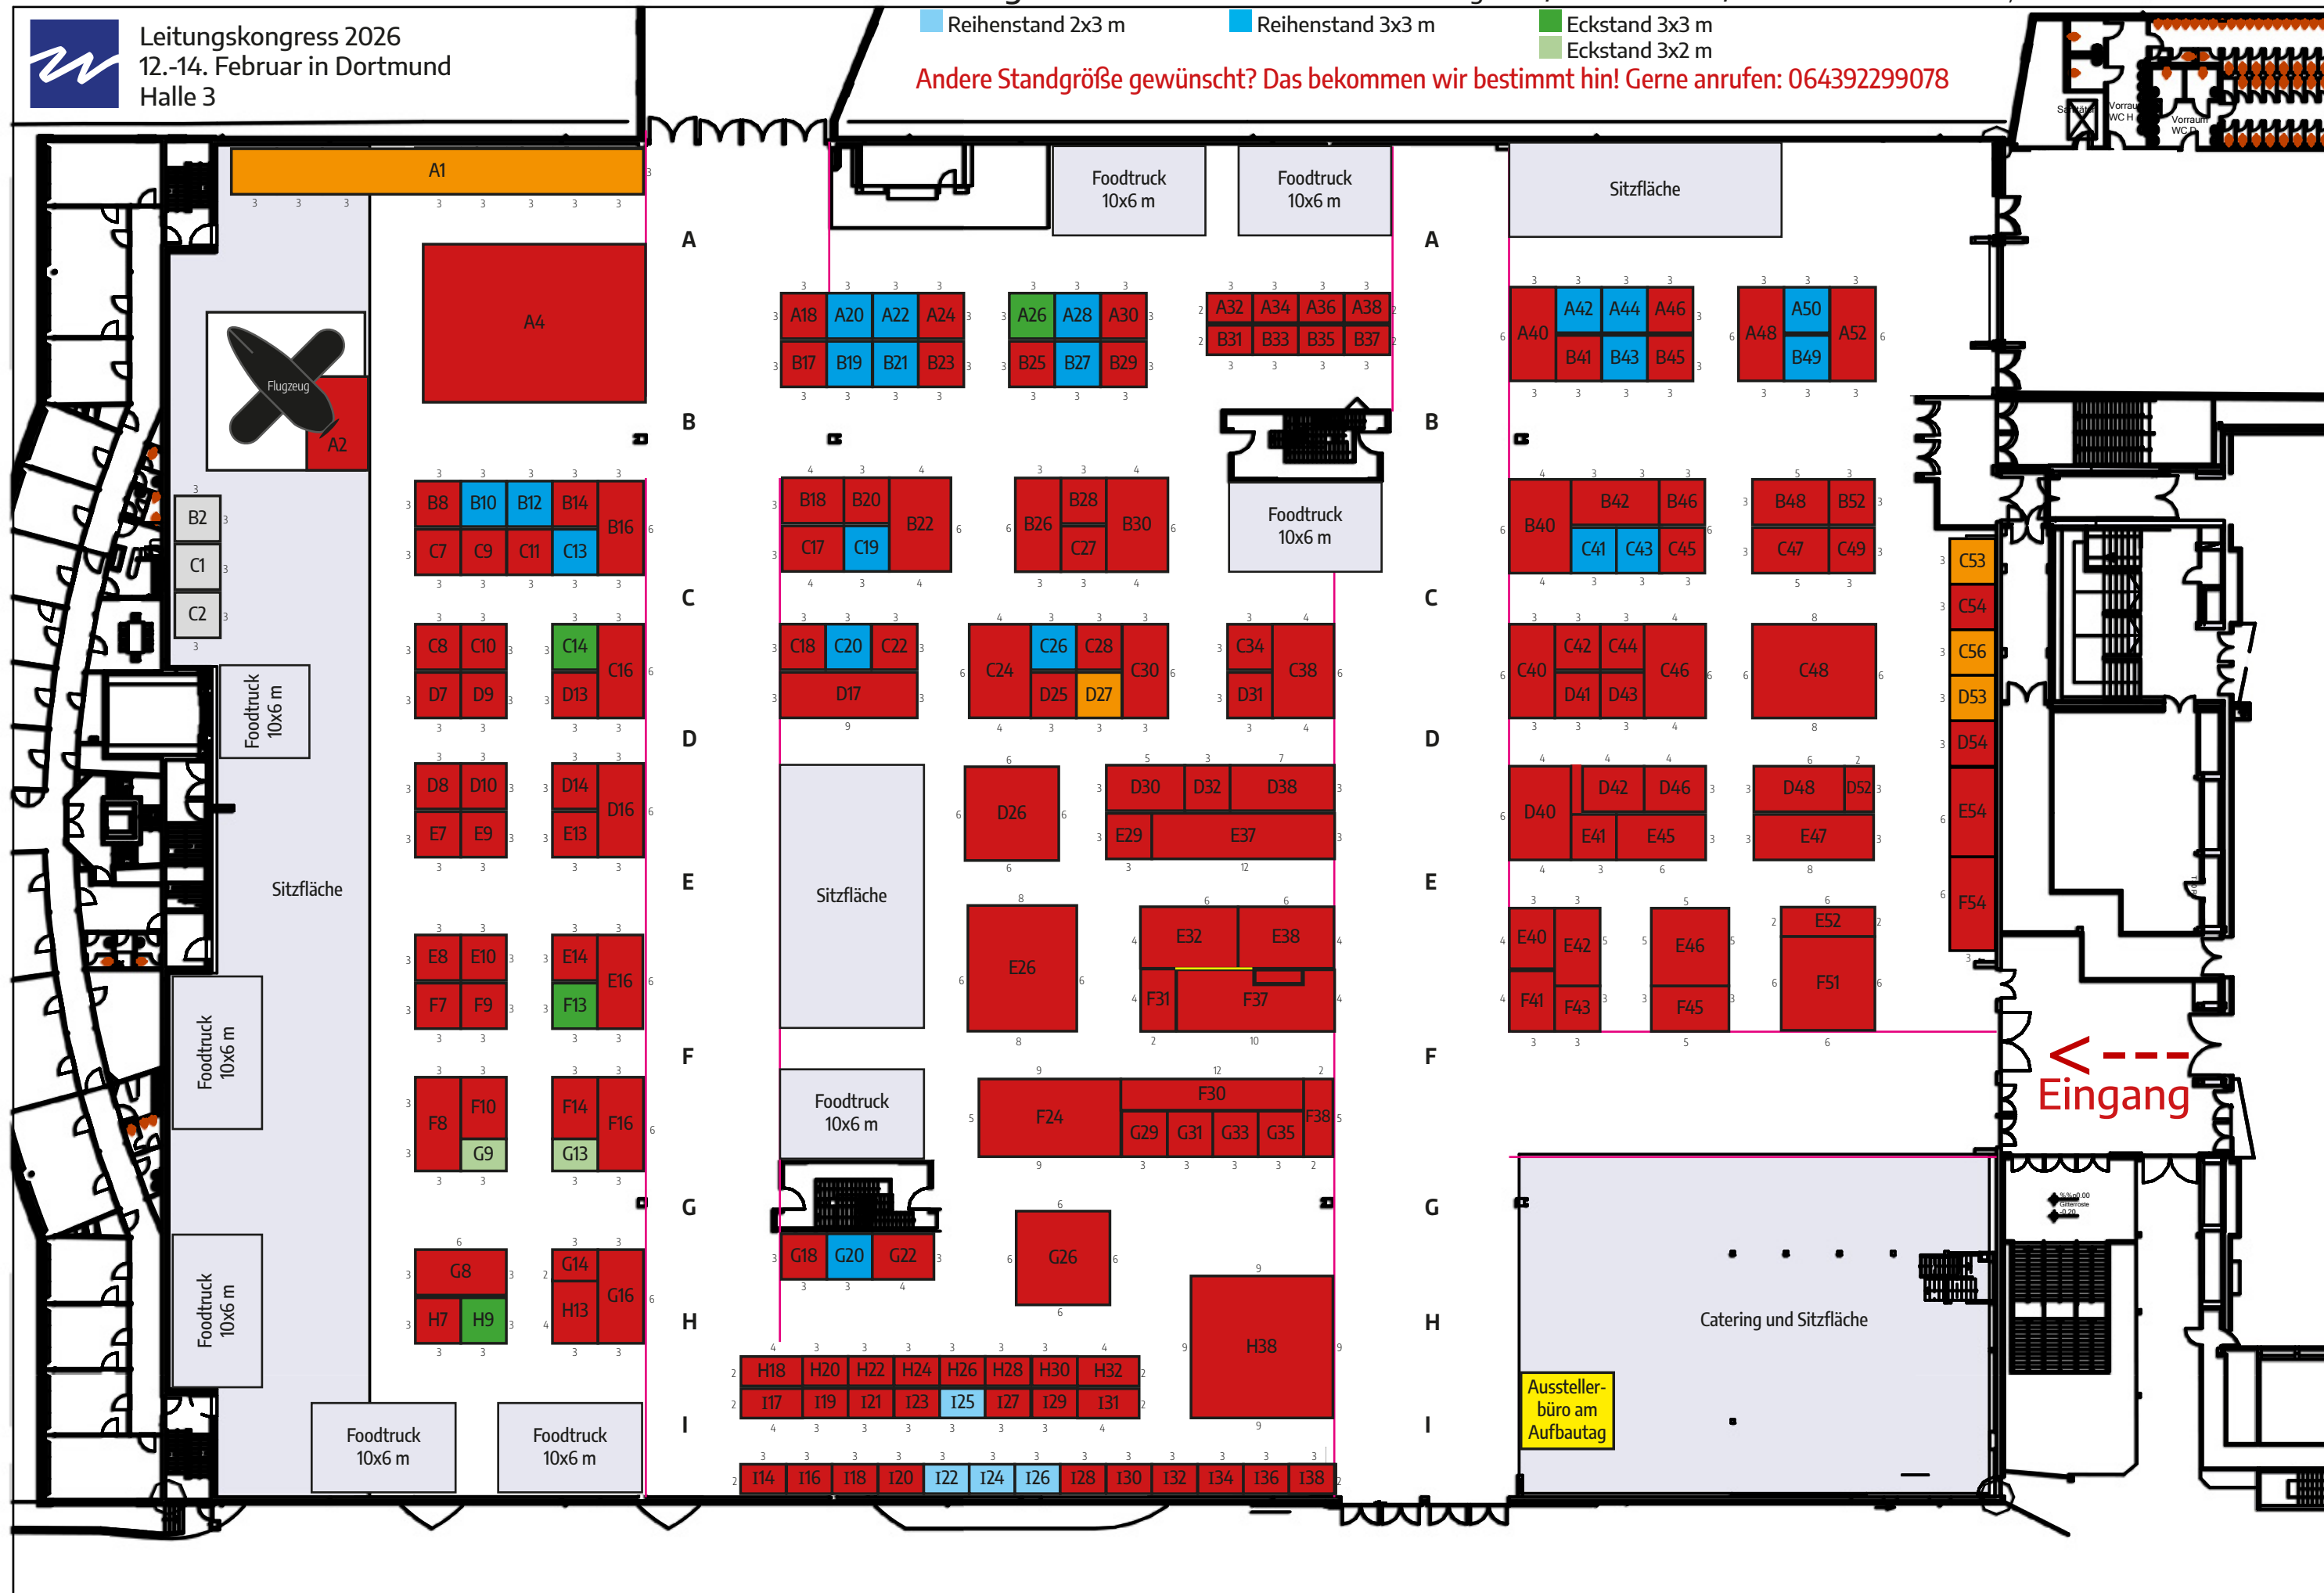 Leitungskongress 2026
12.-14. Februar in Dortmund
Halle 3
Reihenstand 2x3 m
Reihenstand 3x3 m
Eckstand 3x3 m
Eckstand 3x2 m
Andere Standgröße gewünscht? Das bekommen wir bestimmt hin! Gerne anrufen: 064392299078
Vorraum
WC D
A1
Foodtruck
10x6 m
Foodtruck
10x6 m
Sitzfläche
A A
A4
A18 A20 A22 A24 A26 A28 A30 A32 A34 A36 A38 A40 A42 A44 A46 A48 A50 A52
B17 B19 B21 B23 B25 B27 B29 B31 B33 B35 B37 B41 B43 B45 B49
Flugzeug
A2
B B
B2
C1
C2
B8 B10 B12 B14 B16 B18 B20 B22 B26 B28 B30
Foodtruck
10x6 m
B40 B42 B46 B48 B52
C7 C9 C11 C13 C17 C19 C27 C41 C43 C45 C47 C49
C53
C54
C56
D53
D54
E54
F54
C C
C8 C10 C14 C16 C18 C20 C22 C24 C26 C28 C30 C34 C38 C40 C42 C44 C46 C48
D7 D9 D13 D17 D25 D27 D31 D41 D43
Foodtruck
10x6 m
D D
D8 D10 D14 D16 D26 D30 D32 D38 D40 D42 D46 D48 D52
E7 E9 E13 E29 E37 E41 E45 E47
Sitzfläche
Sitzfläche
E E
E8 E10 E14 E16 E26 E32 E38 E40 E42 E46 E52
F7 F9 F13 F31 F37 F41 F43 F45 F51
Foodtruck
10x6 m
F F
Eingang
F8 F10 F14 F16
Foodtruck
10x6 m
F24 F30 F38
G9 G13 G29 G31 G33 G35
G G
G8 G14 G16 G18 G20 G22 G26
H7 H9 H13
Foodtruck
10x6 m
H H
H38
Catering und Sitzfläche
H18 H20 H22 H24 H26 H28 H30 H32
I17 I19 I21 I23 I25 I27 I29 I31
Aussteller-
büro am
Aufbautag
I I
Foodtruck
10x6 m
Foodtruck
10x6 m
I14 I16 I18 I20 I22 I24 I26 I28 I30 I32 I34 I36 I38